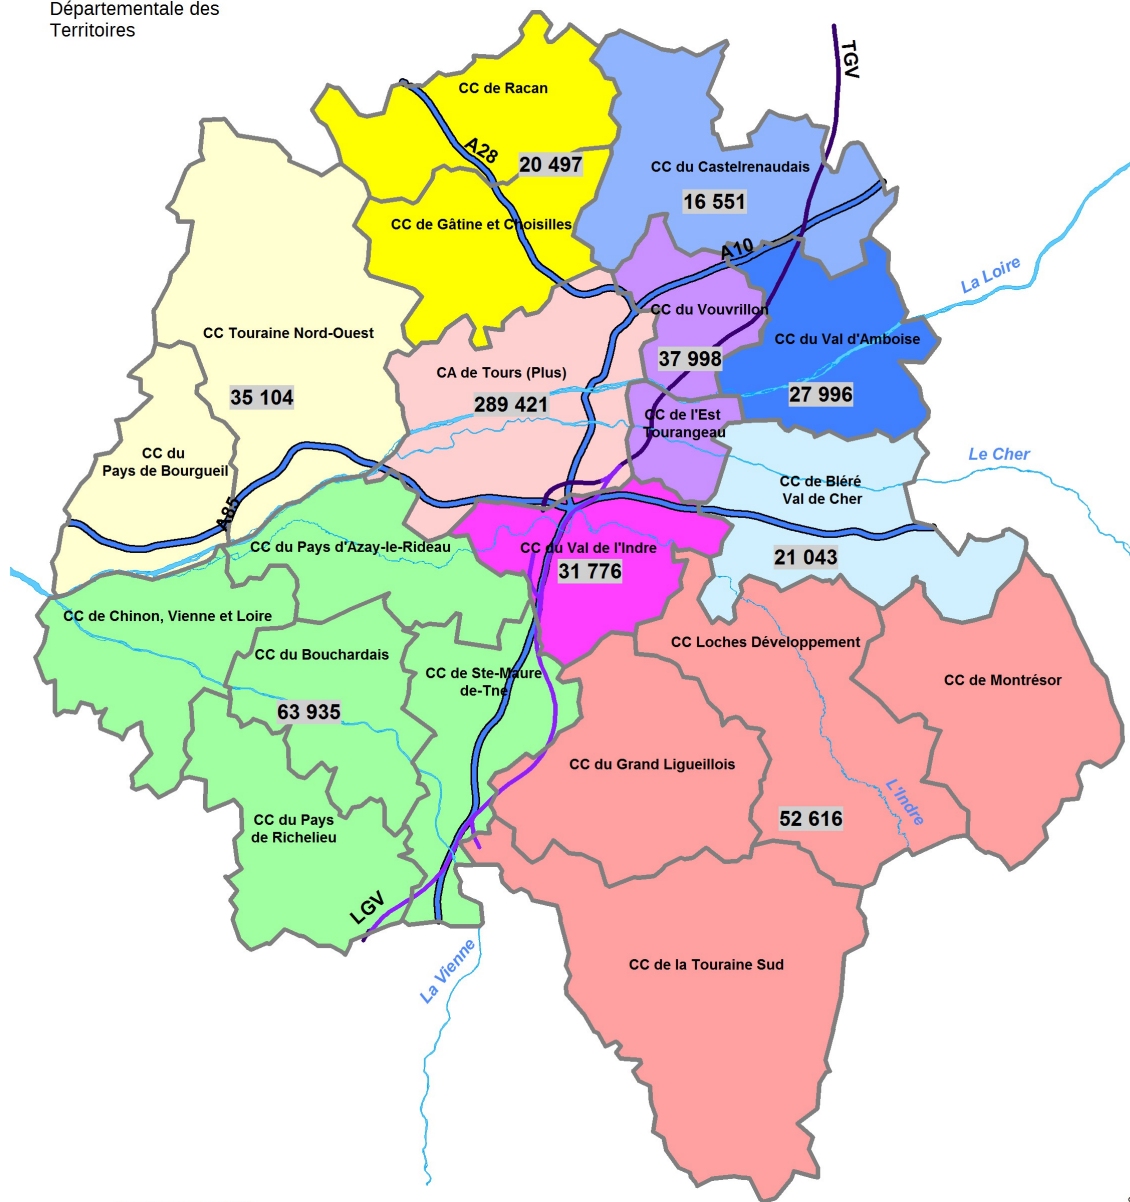 Départementale des
Territoires
TGV
CC de Racan
A28
20 497
CC du Castelrenaudais
16 551
CC de Gâtine et Choisilles
A10
La Loire
CC du Vouvrillon
CC Touraine Nord-Ouest
CC du Val d'Amboise
37 998
CA de Tours (Plus)
35 104
289 421
27 996
CC de l'Est
Tourangeau
CC du
Pays de Bourgueil
Le Cher
CC de Bléré
Val de Cher
A85
CC du Pays d'Azay-le-Rideau
CC du Val de l'Indre
31 776
21 043
CC de Chinon, Vienne et Loire
CC Loches Développement
CC du Bouchardais
CC de Ste-Maure
de-Tne
CC de Montrésor
63 935
CC du Grand Ligueillois
L'Indre
52 616
CC du Pays
de Richelieu
LGV
La Vienne
CC de la Touraine Sud